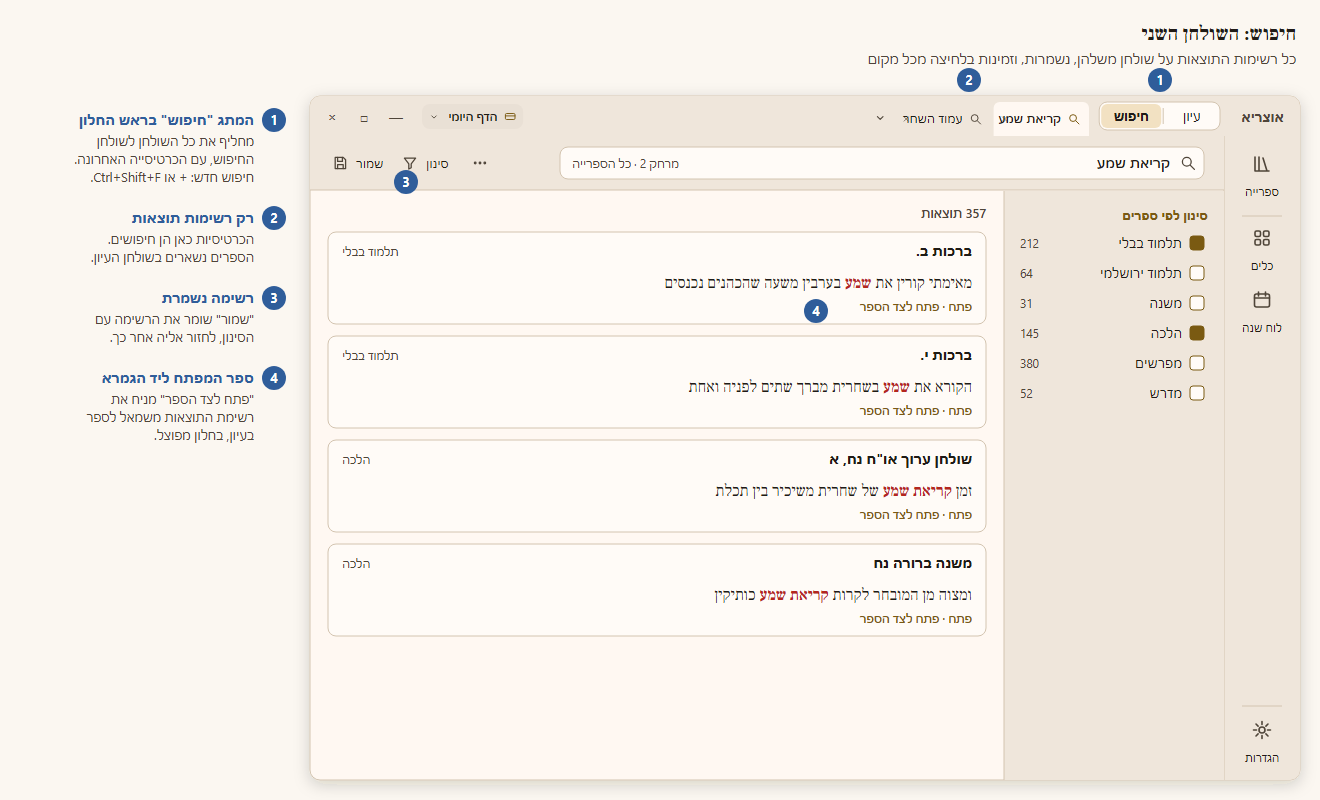 חיפוש: השולחן השני
כל רשימות התוצאות על שולחן משלהן, נשמרות, וזמינות בלחיצה מכל מקום
1
2
אוצריא
עיון
חיפוש
קריאת שמע
עמוד השחר
הדף היומי
קריאת שמע
מרחק 2 · כל הספרייה
סינון
שמור
3
ספרייה
כלים
לוח שנה
הגדרות
סינון לפי ספרים
תלמוד בבלי 212
תלמוד ירושלמי 64
משנה 31
הלכה 145
מפרשים 380
מדרש 52
357 תוצאות
ברכות ב.
תלמוד בבלי
מאימתי קורין את שמע בערבין משעה שהכהנים נכנסים
פתח · פתח לצד הספר
4
ברכות י.
תלמוד בבלי
הקורא את שמע בשחרית מברך שתים לפניה ואחת
פתח · פתח לצד הספר
שולחן ערוך או"ח נח, א
הלכה
זמן קריאת שמע של שחרית משיכיר בין תכלת
פתח · פתח לצד הספר
משנה ברורה נח
הלכה
ומצוה מן המובחר לקרות קריאת שמע כותיקין
פתח · פתח לצד הספר
1 המתג "חיפוש" בראש החלון
מחליף את כל השולחן לשולחן
החיפוש, עם הכרטיסייה האחרונה.
חיפוש חדש: + או Ctrl+Shift+F.
2 רק רשימות תוצאות
הכרטיסיות כאן הן חיפושים.
הספרים נשארים בשולחן העיון.
3 רשימה נשמרת
"שמור" שומר את הרשימה עם
הסינון, לחזור אליה אחר כך.
4 ספר המפתח ליד הגמרא
"פתח לצד הספר" מניח את
רשימת התוצאות משמאל לספר
בעיון, בחלון מפוצל.